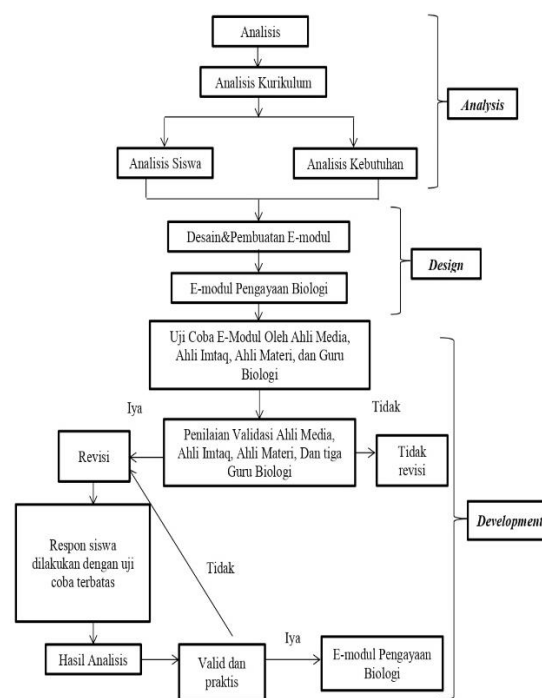 Analisis
Analisis Kurikulum
Analysis
Analisis Siswa
Analisis Kebutuhan
Desain&Pembuatan E-modul
Design
E-modul Pengayaan Biologi
Uji Coba E-Modul Oleh Ahli Media,
Ahli Imtaq, Ahli Materi, dan Guru
Biologi
Iya
Tidak
Penilaian Validasi Ahli Media,
Ahli Imtaq, Ahli Materi, Dan tiga
Guru Biologi
Revisi
Tidak
revisi
Development
Respon siswa
dilakukan dengan uji
coba terbatas
Tidak
Hasil Analisis
Valid dan
praktis
Iya
E-modul Pengayaan
Biologi